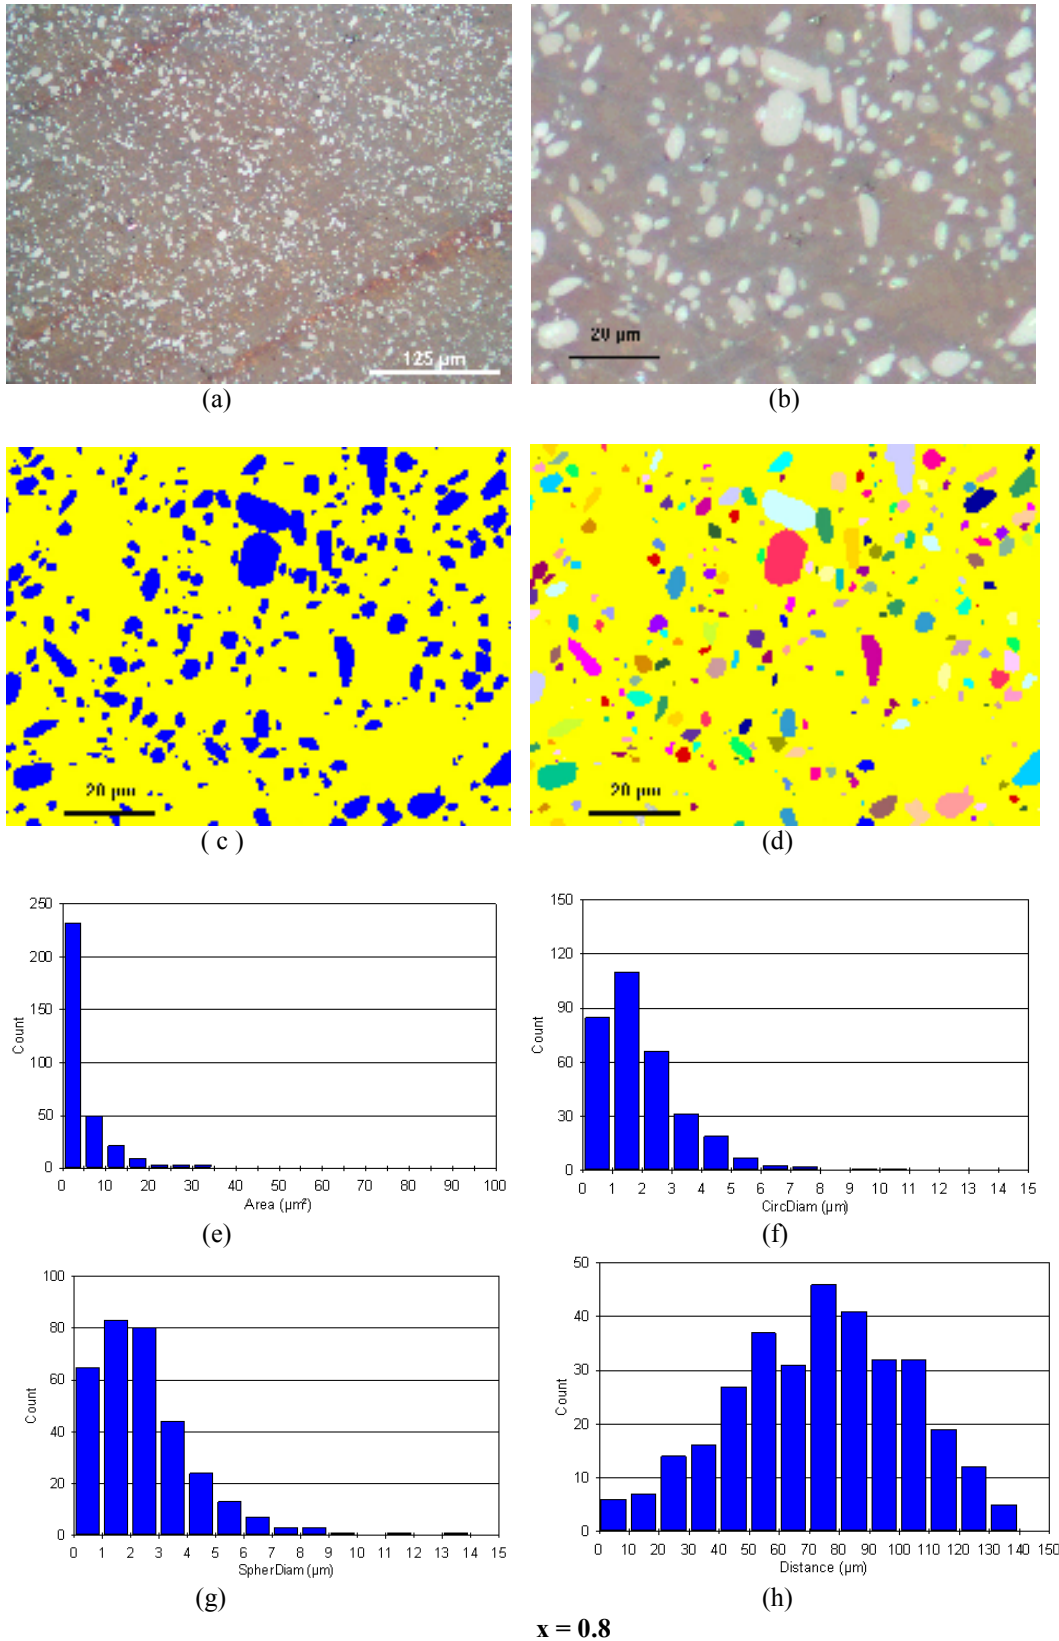 125 µm
20 µm
(a)
(b)
20 µm
20 µm
( c )
(d)
250
200
150
100
50
0
Count
0 10 20 30 40 50 60 70 80 90 100
Area (µm²)
(e)
150
120
90
60
30
0
Count
0 1 2 3 4 5 6 7 8 9 10 11 12 13 14 15
CircDiam (µm)
(f)
100
80
60
40
20
0
Count
0 1 2 3 4 5 6 7 8 9 10 11 12 13 14 15
SpherDiam (µm)
(g)
50
40
30
20
10
0
Count
0 10 20 30 40 50 60 70 80 90 100 110 120 130 140 150
Distance (µm)
(h)
x = 0.8